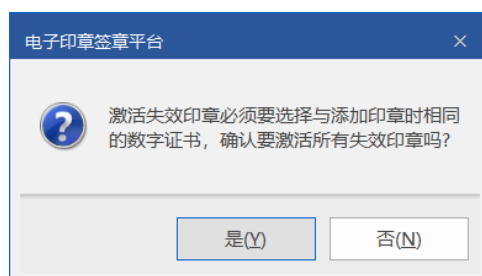 电子印章签章平台
激活失效印章必须要选择与添加印章时相同
的数字证书，确认要激活所有失效印章吗?
是(Y)
否(N)